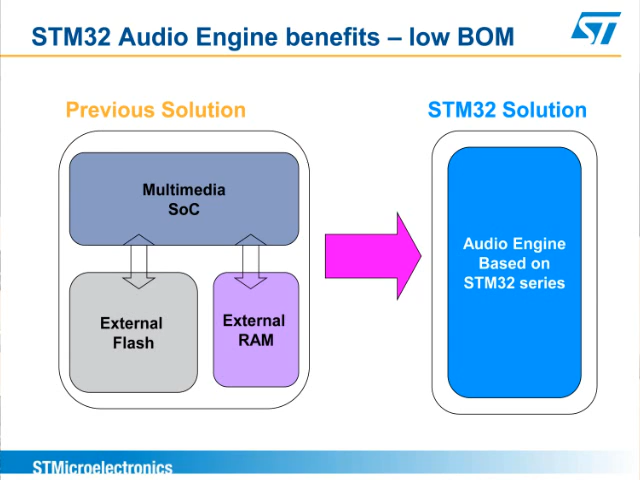 STM32 Audio Engine benefits – low BOM
ST
Previous Solution
STM32 Solution
Multimedia
SoC
External
Flash
External
RAM
Audio Engine
Based on
STM32 series
STMicroelectronics